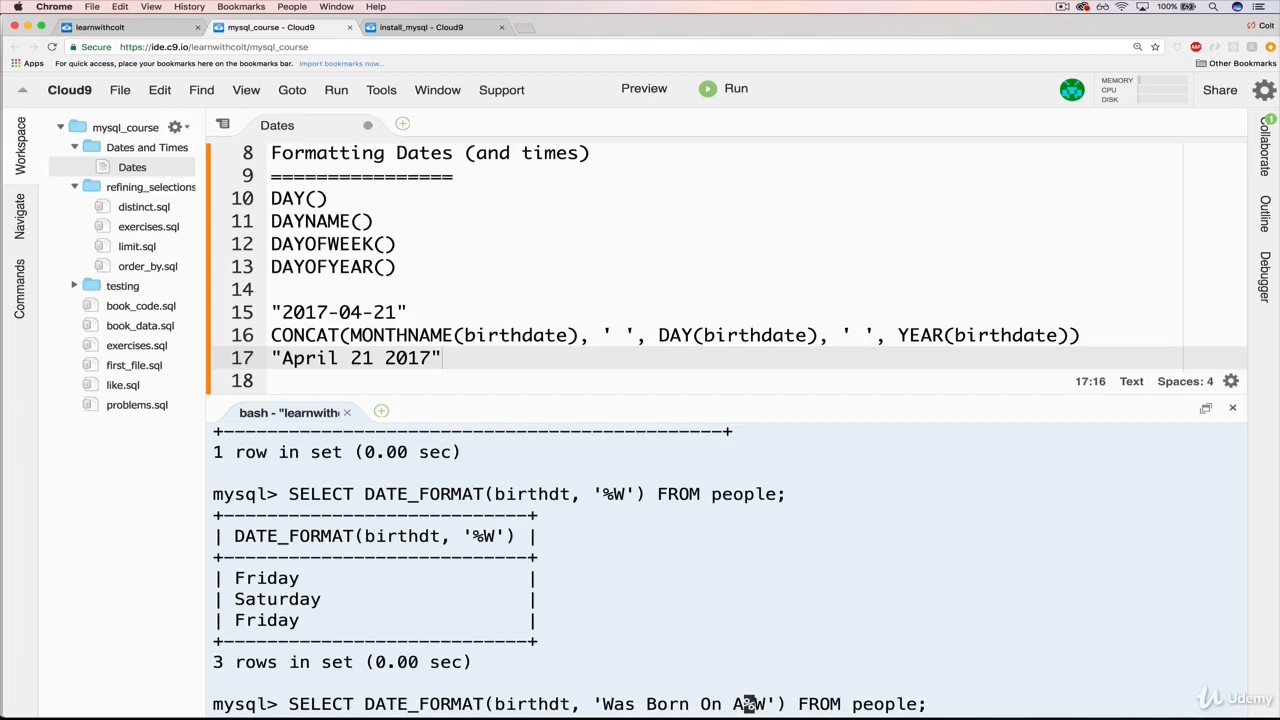 Chrome File Edit View History Bookmarks People Window Help 100%
learnwithcolt mysql_course - Cloud9 install_mysql - Cloud9 Colt
Secure https://ide.c9.io/learnwithcolt/mysql_course
Apps For quick access, place your bookmarks here on the bookmarks bar. Import bookmarks now... Other Bookmarks
Cloud9 File Edit View Goto Run Tools Window Support Preview Run MEMORY CPU DISK Share
Workspace
Navigate
Commands
mysql_course
Dates and Times
Dates
refining_selections
distinct.sql
exercises.sql
limit.sql
order_by.sql
testing
book_code.sql
book_data.sql
exercises.sql
first_file.sql
like.sql
problems.sql
Dates
8 Formatting Dates (and times)
9 ================
10 DAY()
11 DAYNAME()
12 DAYOFWEEK()
13 DAYOFYEAR()
14
15 "2017-04-21"
16 CONCAT(MONTHNAME(birthdate), ' ', DAY(birthdate), ' ', YEAR(birthdate))
17 "April 21 2017"
18
17:16 Text Spaces: 4
Collaborate 1
Outline
Debugger
bash - "learnwith
+-----------------------------------------------+
1 row in set (0.00 sec)
mysql> SELECT DATE_FORMAT(birthdt, '%W') FROM people;
+----------------------------+
| DATE_FORMAT(birthdt, '%W') |
+----------------------------+
| Friday |
| Saturday |
| Friday |
+----------------------------+
3 rows in set (0.00 sec)
mysql> SELECT DATE_FORMAT(birthdt, 'Was Born On A%W') FROM people;
Udemy